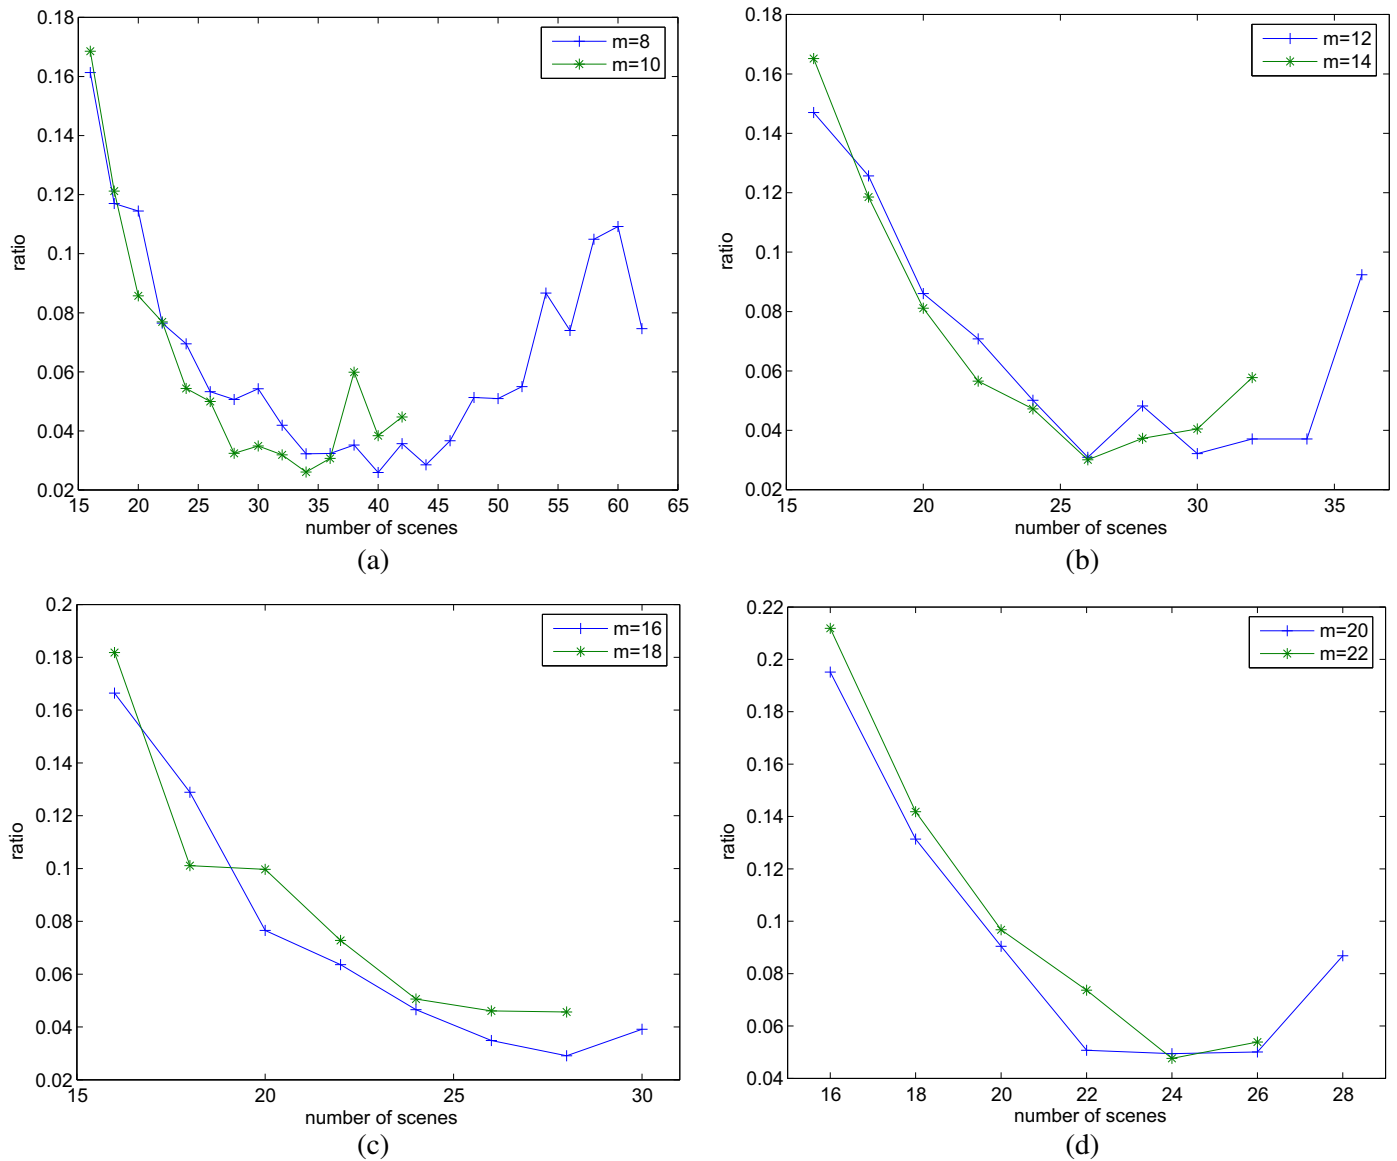 0.18
0.16
0.14
0.12
0.1
0.08
0.06
0.04
0.02
ratio
m=8
m=10
15 20 25 30 35 40 45 50 55 60 65
number of scenes
(a)
0.18
0.16
0.14
0.12
0.1
0.08
0.06
0.04
0.02
ratio
m=12
m=14
15 20 25 30 35
number of scenes
(b)
0.2
0.18
0.16
0.14
0.12
0.1
0.08
0.06
0.04
0.02
ratio
m=16
m=18
15 20 25 30
number of scenes
(c)
0.22
0.2
0.18
0.16
0.14
0.12
0.1
0.08
0.06
0.04
ratio
m=20
m=22
16 18 20 22 24 26 28
number of scenes
(d)